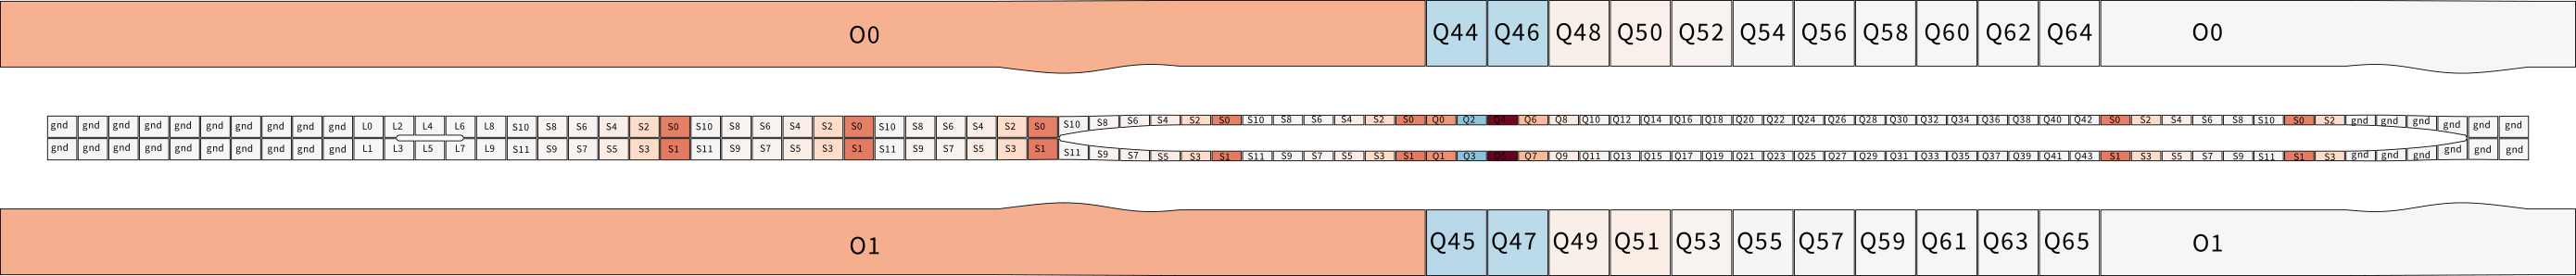 O0 Q44 Q46 Q48 Q50 Q52 Q54 Q56 Q58 Q60 Q62 Q64 O0
gnd gnd gnd gnd gnd gnd gnd gnd gnd gnd L0 L2 L4 L6 L8 S10 S8 S6 S4 S2 S0 S10 S8 S6 S4 S2 S0 S10 S8 S6 S4 S2 S0 S10 S8 S6 S4 S2 S0 S10 S8 S6 S4 S2 S0 Q0 Q2 Q4 Q6 Q8 Q10 Q12 Q14 Q16 Q18 Q20 Q22 Q24 Q26 Q28 Q30 Q32 Q34 Q36 Q38 Q40 Q42 S0 S2 S4 S6 S8 S10 S0 S2 gnd gnd gnd gnd gnd gnd
gnd gnd gnd gnd gnd gnd gnd gnd gnd gnd L1 L3 L5 L7 L9 S11 S9 S7 S5 S3 S1 S11 S9 S7 S5 S3 S1 S11 S9 S7 S5 S3 S1 S11 S9 S7 S5 S3 S1 S11 S9 S7 S5 S3 S1 Q1 Q3 Q5 Q7 Q9 Q11 Q13 Q15 Q17 Q19 Q21 Q23 Q25 Q27 Q29 Q31 Q33 Q35 Q37 Q39 Q41 Q43 S1 S3 S5 S7 S9 S11 S1 S3 gnd gnd gnd gnd gnd gnd
O1 Q45 Q47 Q49 Q51 Q53 Q55 Q57 Q59 Q61 Q63 Q65 O1